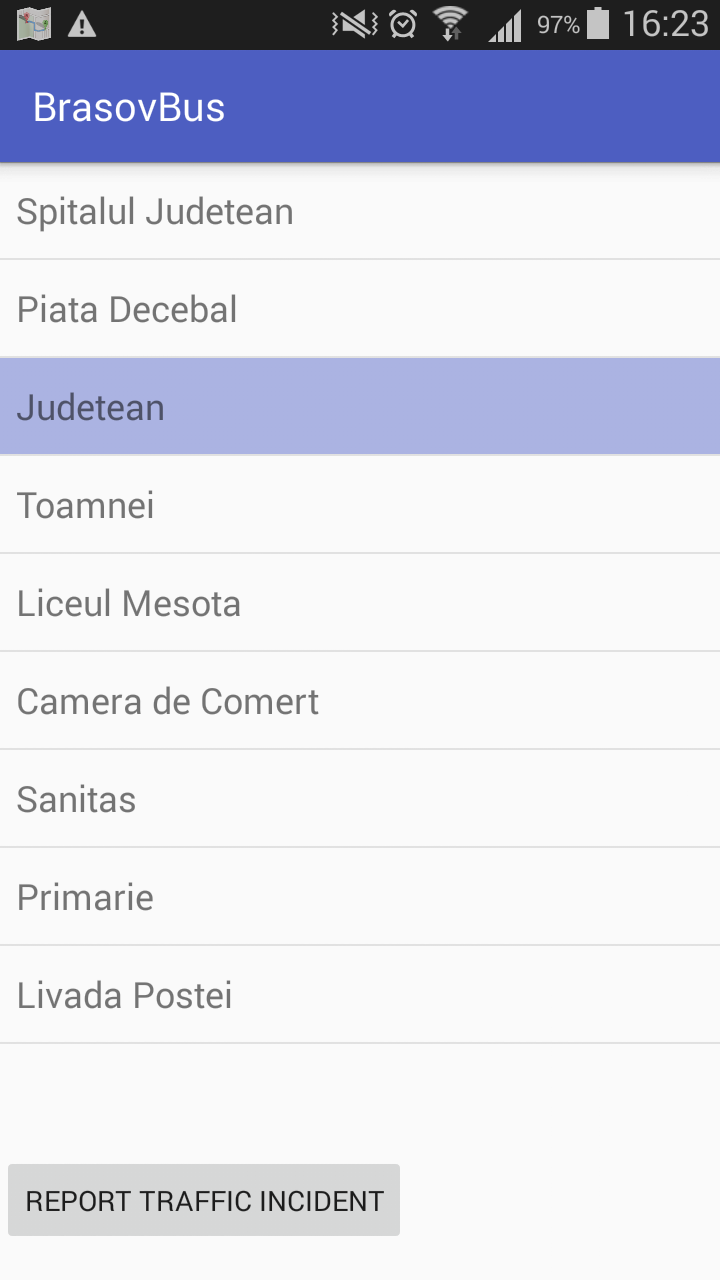 97% 16:23
BrasovBus
Spitalul Judetean
Piata Decebal
Judetean
Toamnei
Liceul Mesota
Camera de Comert
Sanitas
Primarie
Livada Postei
REPORT TRAFFIC INCIDENT